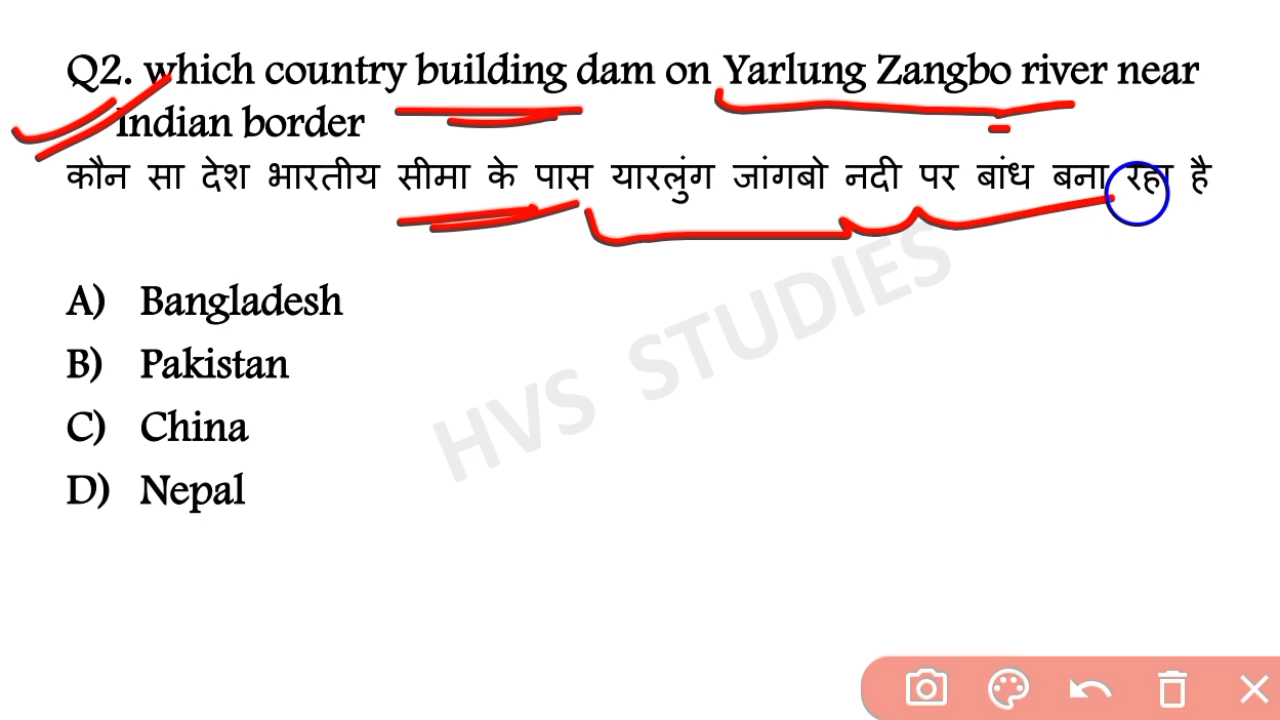 Q2. which country building dam on Yarlung Zangbo river near
Indian border
कौन सा देश भारतीय सीमा के पास यारलुंग जांगबो नदी पर बांध बना रहा है
A) Bangladesh
B) Pakistan
C) China
D) Nepal
HVS STUDIES